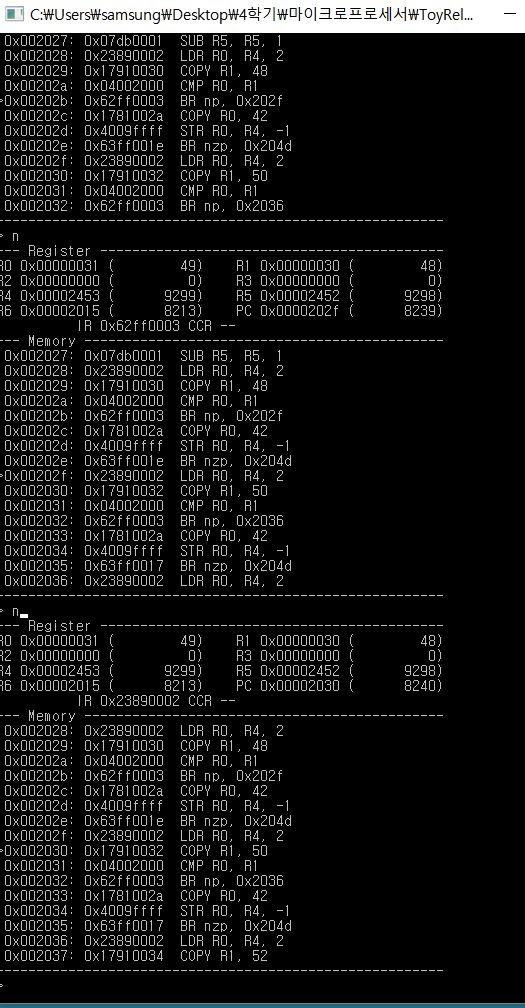 C:\Users\samsung\Desktop\4학기\마이크로프로세서\ToyRel...
0x002027: 0x07db0001 SUB R5, R5, 1
0x002028: 0x23890002 LDR R0, R4, 2
0x002029: 0x17910030 COPY R1, 48
0x00202a: 0x04002000 CMP R0, R1
>0x00202b: 0x62ff0003 BR np, 0x202f
0x00202c: 0x1781002a COPY R0, 42
0x00202d: 0x4009ffff STR R0, R4, -1
0x00202e: 0x63ff001e BR nzp, 0x204d
0x00202f: 0x23890002 LDR R0, R4, 2
0x002030: 0x17910032 COPY R1, 50
0x002031: 0x04002000 CMP R0, R1
0x002032: 0x62ff0003 BR np, 0x2036
--------------------------------------------------------
> n
--- Register -------------------------------------------
R0 0x00000031 ( 49) R1 0x00000030 ( 48)
R2 0x00000000 ( 0) R3 0x00000000 ( 0)
R4 0x00002453 ( 9299) R5 0x00002452 ( 9298)
R6 0x00002015 ( 8213) PC 0x0000202f ( 8239)
IR 0x62ff0003 CCR --
--- Memory ---------------------------------------------
0x002027: 0x07db0001 SUB R5, R5, 1
0x002028: 0x23890002 LDR R0, R4, 2
0x002029: 0x17910030 COPY R1, 48
0x00202a: 0x04002000 CMP R0, R1
0x00202b: 0x62ff0003 BR np, 0x202f
0x00202c: 0x1781002a COPY R0, 42
0x00202d: 0x4009ffff STR R0, R4, -1
0x00202e: 0x63ff001e BR nzp, 0x204d
>0x00202f: 0x23890002 LDR R0, R4, 2
0x002030: 0x17910032 COPY R1, 50
0x002031: 0x04002000 CMP R0, R1
0x002032: 0x62ff0003 BR np, 0x2036
0x002033: 0x1781002a COPY R0, 42
0x002034: 0x4009ffff STR R0, R4, -1
0x002035: 0x63ff0017 BR nzp, 0x204d
0x002036: 0x23890002 LDR R0, R4, 2
--------------------------------------------------------
> n
--- Register -------------------------------------------
R0 0x00000031 ( 49) R1 0x00000030 ( 48)
R2 0x00000000 ( 0) R3 0x00000000 ( 0)
R4 0x00002453 ( 9299) R5 0x00002452 ( 9298)
R6 0x00002015 ( 8213) PC 0x00002030 ( 8240)
IR 0x23890002 CCR --
--- Memory ---------------------------------------------
0x002028: 0x23890002 LDR R0, R4, 2
0x002029: 0x17910030 COPY R1, 48
0x00202a: 0x04002000 CMP R0, R1
0x00202b: 0x62ff0003 BR np, 0x202f
0x00202c: 0x1781002a COPY R0, 42
0x00202d: 0x4009ffff STR R0, R4, -1
0x00202e: 0x63ff001e BR nzp, 0x204d
0x00202f: 0x23890002 LDR R0, R4, 2
>0x002030: 0x17910032 COPY R1, 50
0x002031: 0x04002000 CMP R0, R1
0x002032: 0x62ff0003 BR np, 0x2036
0x002033: 0x1781002a COPY R0, 42
0x002034: 0x4009ffff STR R0, R4, -1
0x002035: 0x63ff0017 BR nzp, 0x204d
0x002036: 0x23890002 LDR R0, R4, 2
0x002037: 0x17910034 COPY R1, 52
--------------------------------------------------------
>